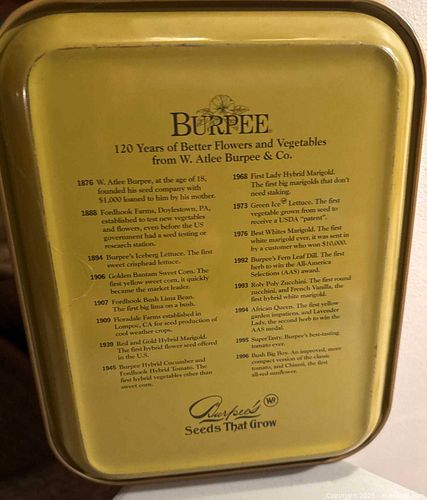 BURPEE
120 Years of Better Flowers and Vegetables
from W. Atlee Burpee & Co.
1876 W. Atlee Burpee, at the age of 18,
founded his seed company with
$1,000 loaned to him by his mother.
1888 Fordhook Farms, Doylestown, PA,
established to test new vegetables
and flowers, even before the US
government had a seed testing or
research station.
1894 Burpee's Iceberg Lettuce. The first
sweet crisphead lettuce.
1906 Golden Bantam Sweet Corn. The first
yellow sweet corn, it quickly
became the market leader.
1907 Fordhook Bush Lima Bean.
The first big lima on a bush.
1909 Floradale Farms established in
Lompoc, CA for seed production of
cool weather crops.
1939 Red and Gold Hybrid Marigold.
The first hybrid flower seed offered
in the U.S.
1945 Burpee Hybrid Cucumber and
Fordhook Hybrid Tomato. The
first hybrid vegetables other than
sweet corn.
1968 First Lady Hybrid Marigold.
The first big marigolds that don't
need staking.
1973 Green Ice® Lettuce. The first
vegetable grown from seed to
receive a USDA "patent".
1976 Best Whites Marigold. The first
white marigold ever, it was sent in
by a customer who won $10,000.
1992 Burpee's Fern Leaf Dill. The first
herb to win the All-America
Selections (AAS) award.
1993 Roly Poly Zucchini. The first round
zucchini, and French Vanilla, the
first hybrid white marigold.
1994 African Queen. The first yellow
garden impatiens, and Lavender
Lady, the second herb to win the
AAS medal.
1995 SuperTasty. Burpee's best-tasting
tomato ever.
1996 Bush Big Boy. An improved, more
compact version of the classic
tomato, and Chianti, the first
all-red sunflower.
Burpee's
Seeds That Grow